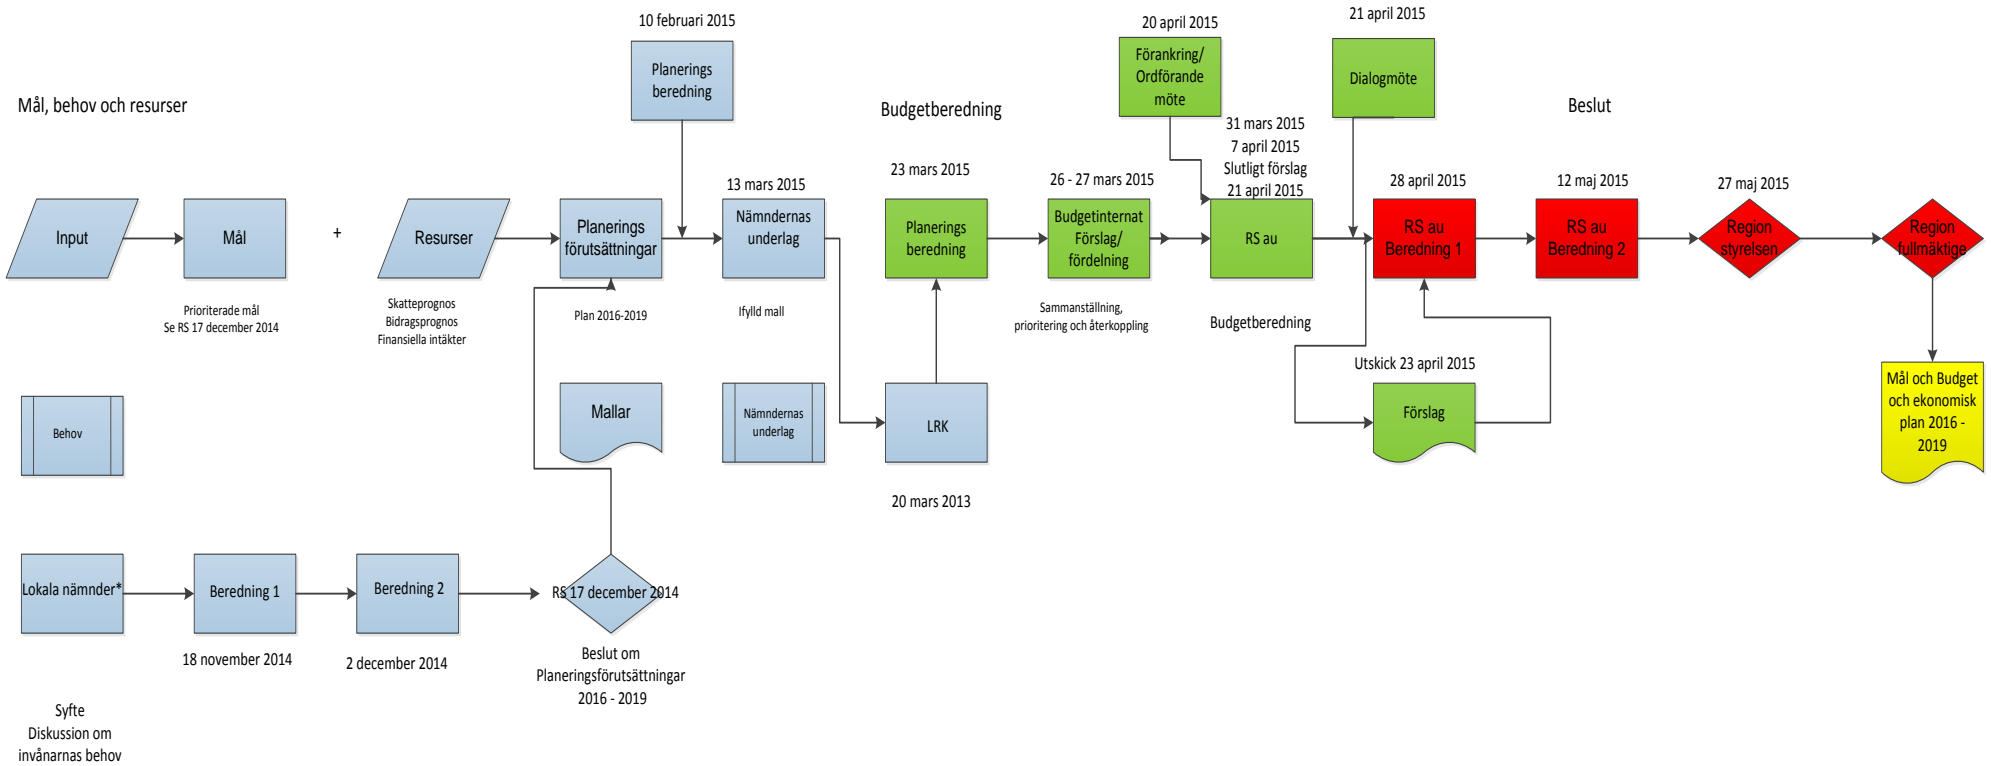 10 februari 2015
20 april 2015
21 april 2015
Planerings
beredning
Förankring/
Ordförande
möte
Dialogmöte
Mål, behov och resurser
Budgetberedning
Beslut
31 mars 2015
7 april 2015
Slutligt förslag
21 april 2015
13 mars 2015
23 mars 2015
26 - 27 mars 2015
28 april 2015
12 maj 2015
27 maj 2015
Input
Mål
+
Resurser
Planerings
förutsättningar
Nämndernas
underlag
Planerings
beredning
Budgetinternat
Förslag/
fördelning
RS au
RS au
Beredning 1
RS au
Beredning 2
Region
styrelsen
Region
fullmäktige
Prioriterade mål
Se RS 17 december 2014
Skatteprognos
Bidragsprognos
Finansiella intäkter
Plan 2016-2019
Ifylld mall
Sammanställning,
prioritering och återkoppling
Budgetberedning
Utskick 23 april 2015
Behov
Mallar
Nämndernas
underlag
LRK
Förslag
Mål och Budget
och ekonomisk
plan 2016 -
2019
20 mars 2013
Lokala nämnder*
Beredning 1
Beredning 2
RS 17 december 2014
18 november 2014
2 december 2014
Beslut om
Planeringsförutsättningar
2016 - 2019
Syfte
Diskussion om
invånarnas behov